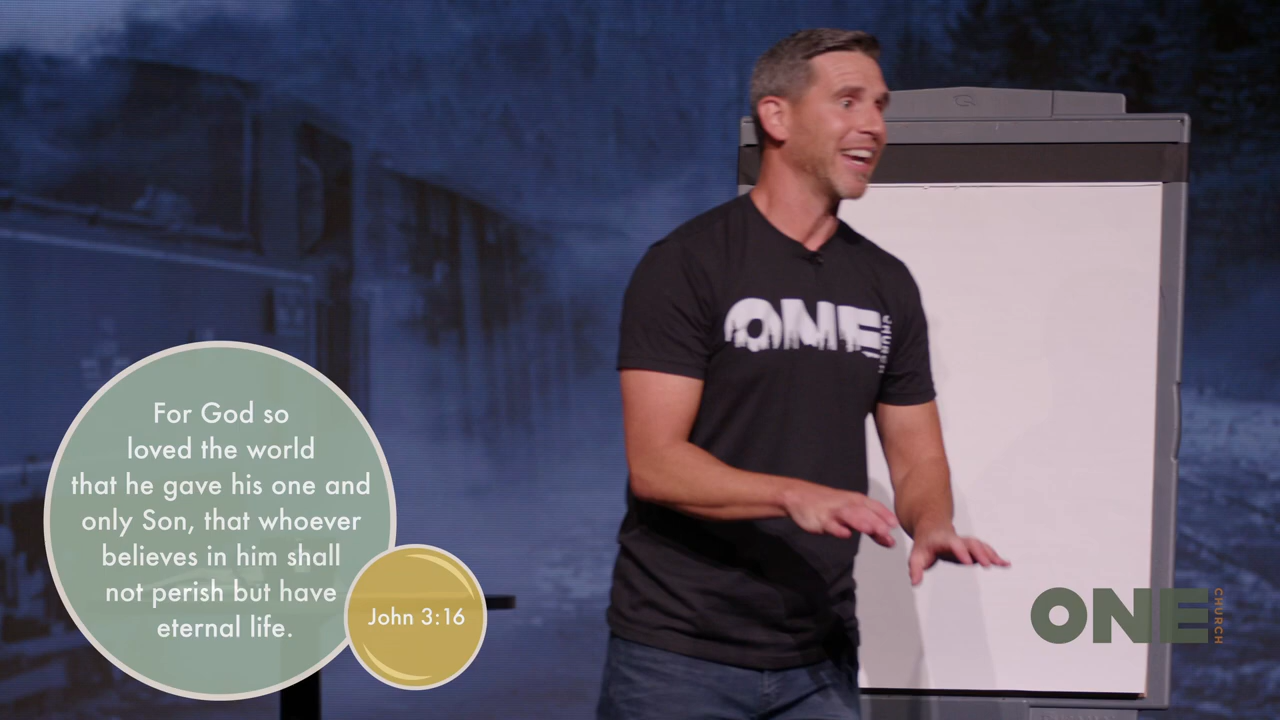 For God so
loved the world
that he gave his one and
only Son, that whoever
believes in him shall
not perish but have
eternal life.
John 3:16
ONE
CHURCH
ONE
CHURCH